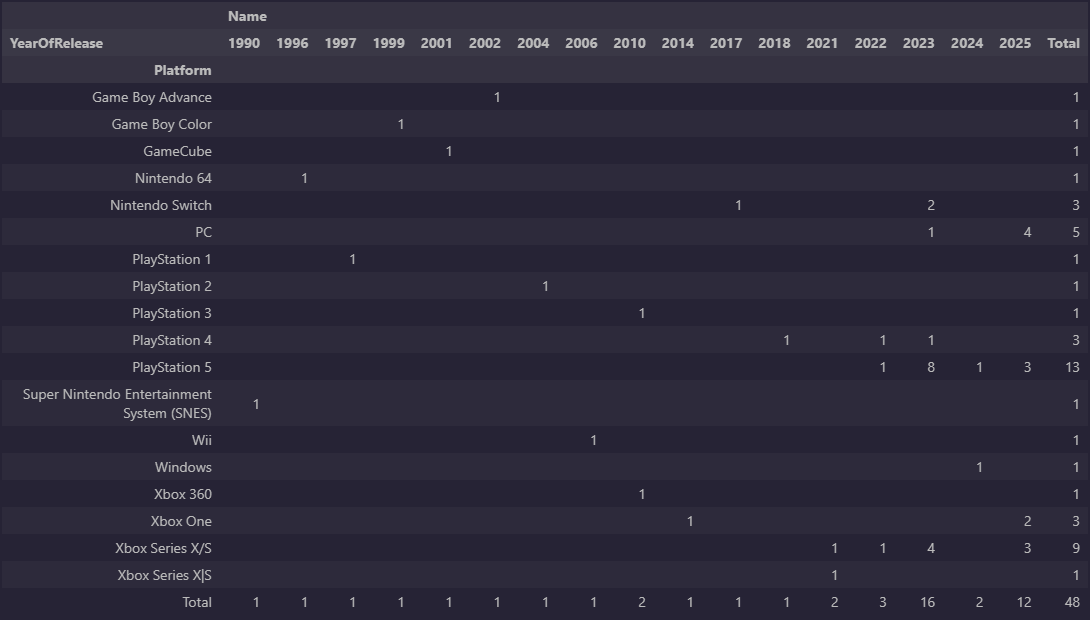 Name
YearOfRelease 1990 1996 1997 1999 2001 2002 2004 2006 2010 2014 2017 2018 2021 2022 2023 2024 2025 Total
Platform
Game Boy Advance 1 1
Game Boy Color 1 1
GameCube 1 1
Nintendo 64 1 1
Nintendo Switch 1 2 3
PC 1 4 5
PlayStation 1 1 1
PlayStation 2 1 1
PlayStation 3 1 1
PlayStation 4 1 1 1 3
PlayStation 5 1 8 1 3 13
Super Nintendo Entertainment
System (SNES) 1 1
Wii 1 1
Windows 1 1
Xbox 360 1 1
Xbox One 1 2 3
Xbox Series X/S 1 1 4 3 9
Xbox Series X|S 1 1
Total 1 1 1 1 1 1 1 1 2 1 1 1 2 3 16 2 12 48